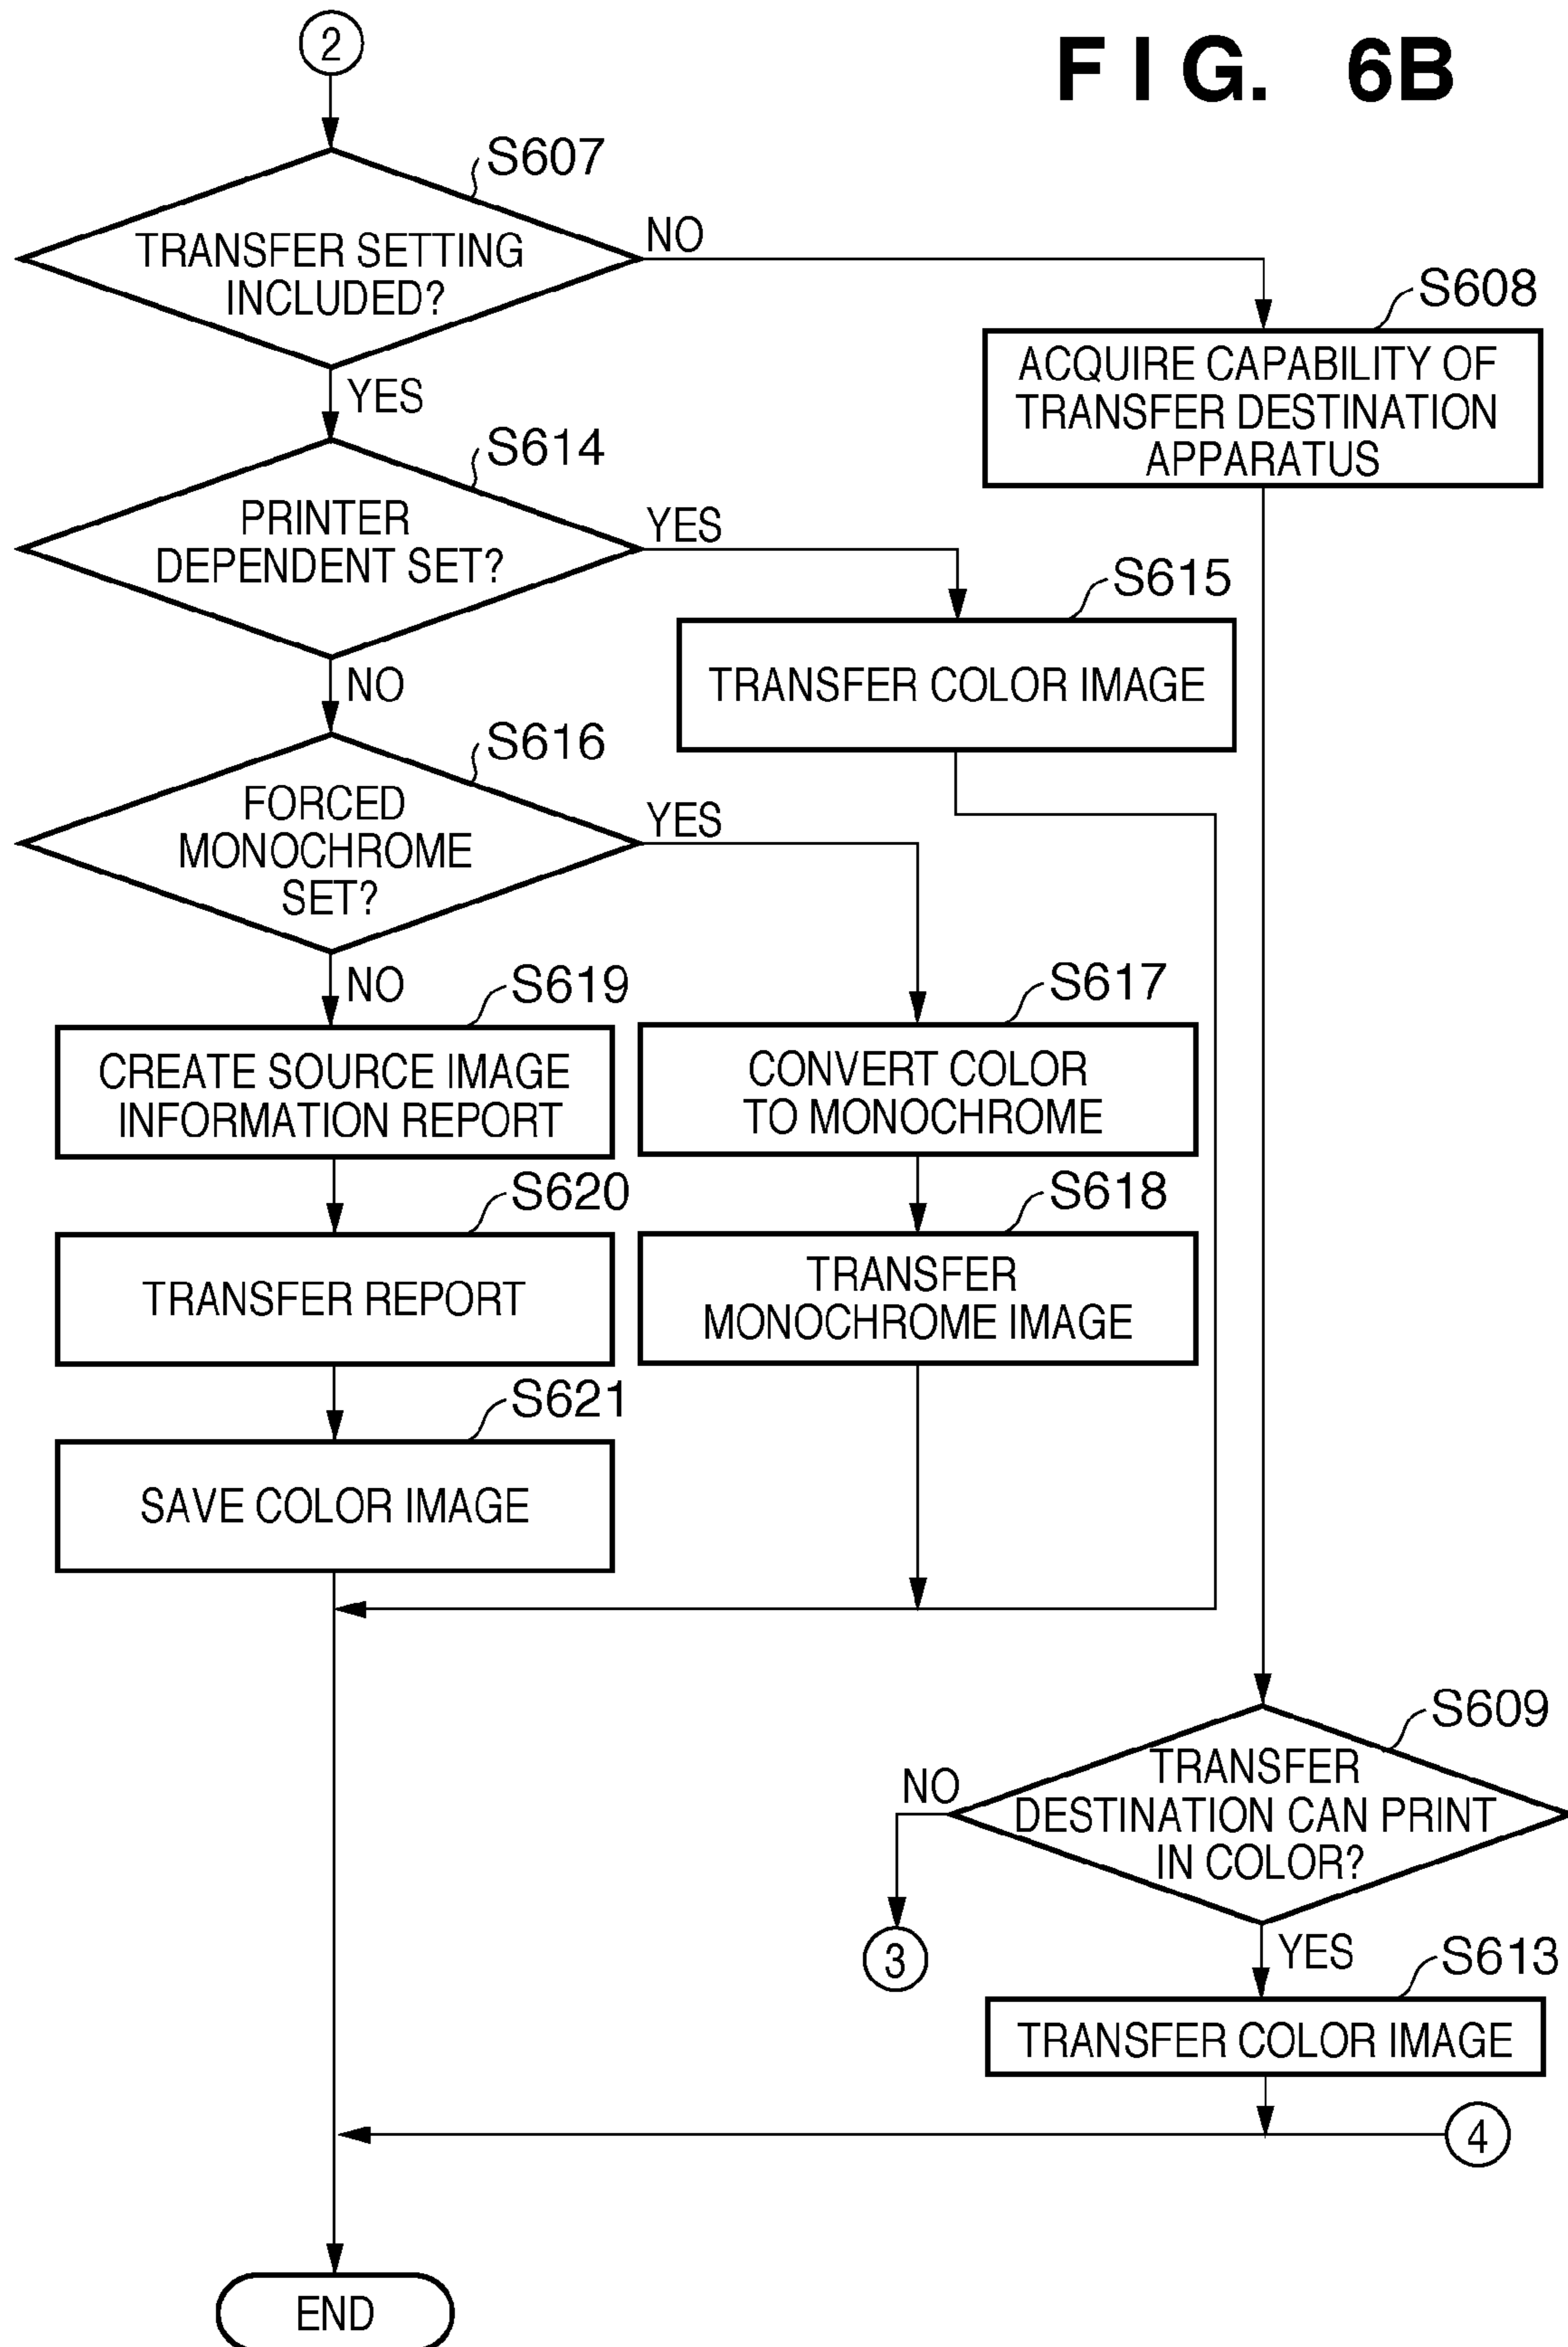 2
FIG. 6B
S607
TRANSFER SETTING
INCLUDED?
NO
YES
S608
ACQUIRE CAPABILITY OF
TRANSFER DESTINATION
APPARATUS
S614
PRINTER
DEPENDENT SET?
YES
NO
S615
TRANSFER COLOR IMAGE
S616
FORCED
MONOCHROME
SET?
YES
NO
S619
CREATE SOURCE IMAGE
INFORMATION REPORT
S617
CONVERT COLOR
TO MONOCHROME
S620
TRANSFER REPORT
S618
TRANSFER
MONOCHROME IMAGE
S621
SAVE COLOR IMAGE
S609
TRANSFER
DESTINATION CAN PRINT
IN COLOR?
NO
3
YES
S613
TRANSFER COLOR IMAGE
4
END